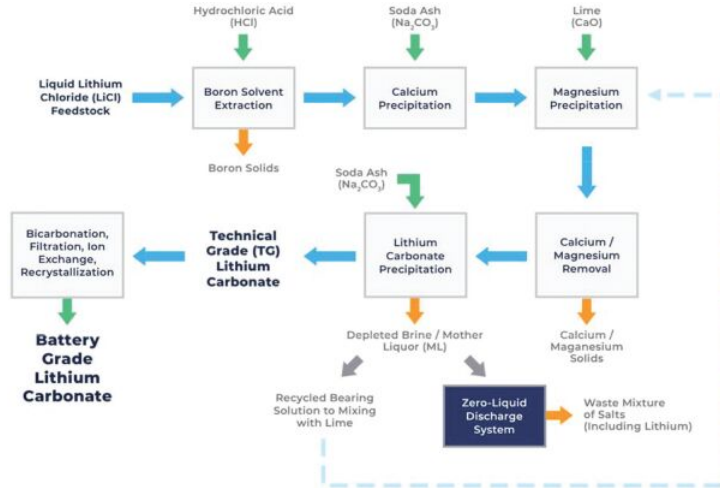 Hydrochloric Acid
(HCl)
Soda Ash
(Na₂CO₃)
Lime
(CaO)
Liquid Lithium
Chloride (LiCl)
Feedstock
Boron Solvent
Extraction
Calcium
Precipitation
Magnesium
Precipitation
Boron Solids
Soda Ash
(Na₂CO₃)
Bicarbonation,
Filtration, Ion
Exchange,
Recrystallization
Technical
Grade (TG)
Lithium
Carbonate
Lithium
Carbonate
Precipitation
Calcium /
Magnesium
Removal
Battery
Grade
Lithium
Carbonate
Depleted Brine / Mother
Liquor (ML)
Calcium /
Maganesium
Solids
Recycled Bearing
Solution to Mixing
with Lime
Zero-Liquid
Discharge
System
Waste Mixture
of Salts
(Including Lithium)